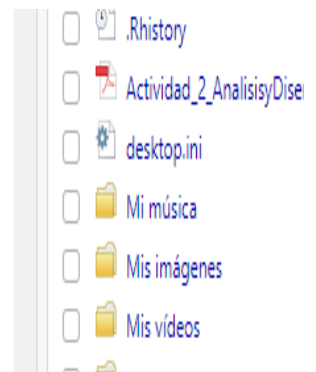 .Rhistory
Actividad_2_AnalisisyDise
desktop.ini
Mi música
Mis imágenes
Mis vídeos